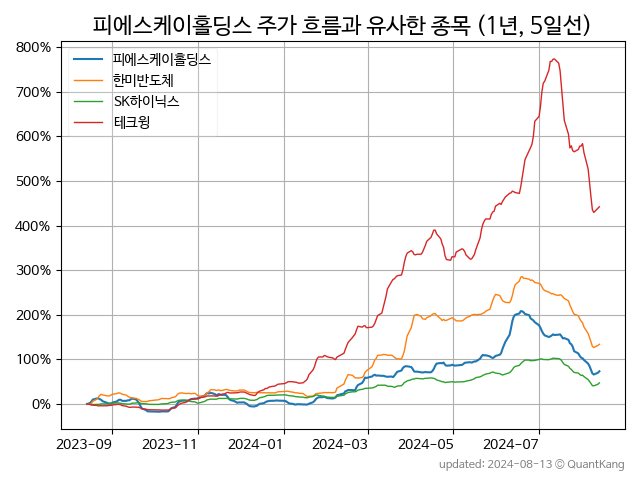 피에스케이홀딩스 주가 흐름과 유사한 종목 (1년, 5일선)
800%
700%
600%
500%
400%
300%
200%
100%
0%
피에스케이홀딩스
한미반도체
SK하이닉스
테크윙
2023-09 2023-11 2024-01 2024-03 2024-05 2024-07
updated: 2024-08-13 © QuantKang